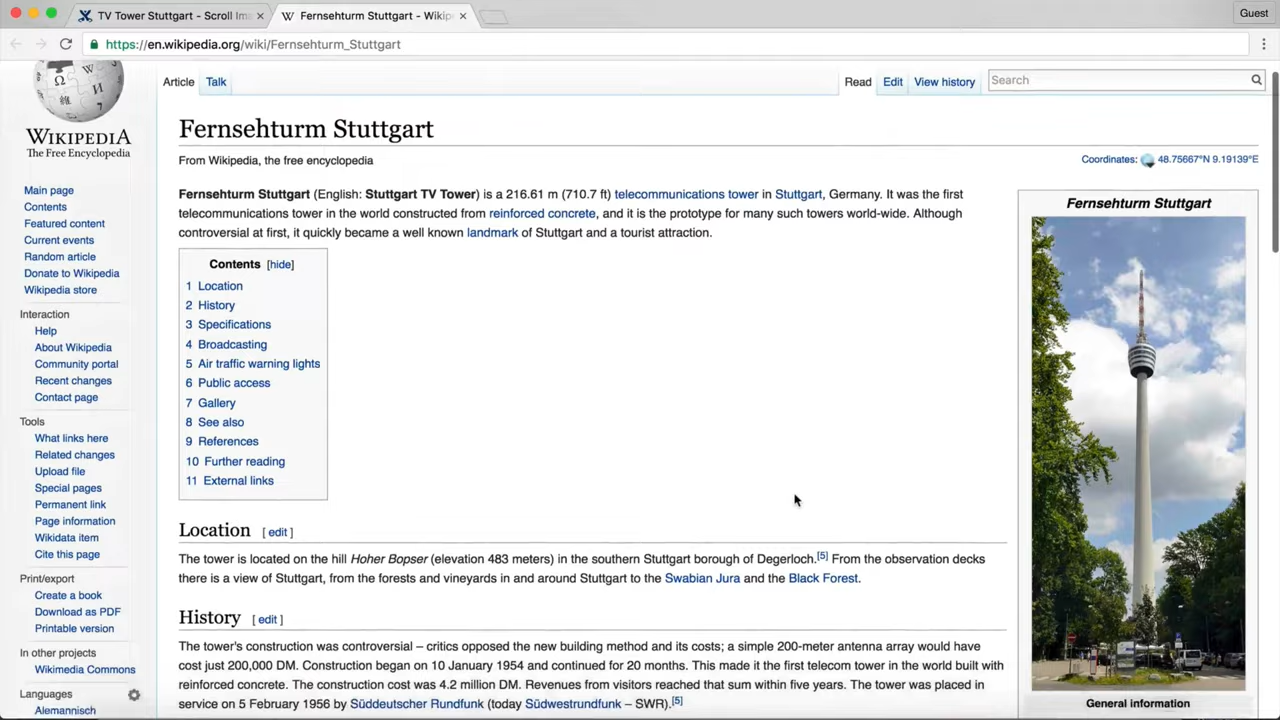 TV Tower Stuttgart - Scroll Ima
Fernsehturm Stuttgart - Wikip
Guest
https://en.wikipedia.org/wiki/Fernsehturm_Stuttgart
WIKIPEDIA
The Free Encyclopedia
Main page
Contents
Featured content
Current events
Random article
Donate to Wikipedia
Wikipedia store
Interaction
Help
About Wikipedia
Community portal
Recent changes
Contact page
Tools
What links here
Related changes
Upload file
Special pages
Permanent link
Page information
Wikidata item
Cite this page
Print/export
Create a book
Download as PDF
Printable version
In other projects
Wikimedia Commons
Languages
Alemannisch
Article Talk
Read Edit View history Search
Fernsehturm Stuttgart
From Wikipedia, the free encyclopedia
Coordinates: 48.75667°N 9.19139°E
Fernsehturm Stuttgart (English: Stuttgart TV Tower) is a 216.61 m (710.7 ft) telecommunications tower in Stuttgart, Germany. It was the first
telecommunications tower in the world constructed from reinforced concrete, and it is the prototype for many such towers world-wide. Although
controversial at first, it quickly became a well known landmark of Stuttgart and a tourist attraction.
Contents [hide]
1 Location
2 History
3 Specifications
4 Broadcasting
5 Air traffic warning lights
6 Public access
7 Gallery
8 See also
9 References
10 Further reading
11 External links
Location [ edit ]
The tower is located on the hill Hoher Bopser (elevation 483 meters) in the southern Stuttgart borough of Degerloch.[5] From the observation decks
there is a view of Stuttgart, from the forests and vineyards in and around Stuttgart to the Swabian Jura and the Black Forest.
History [ edit ]
The tower's construction was controversial – critics opposed the new building method and its costs; a simple 200-meter antenna array would have
cost just 200,000 DM. Construction began on 10 January 1954 and continued for 20 months. This made it the first telecom tower in the world built with
reinforced concrete. The construction cost was 4.2 million DM. Revenues from visitors reached that sum within five years. The tower was placed in
service on 5 February 1956 by Süddeutscher Rundfunk (today Südwestrundfunk – SWR).[5]
Fernsehturm Stuttgart
General information